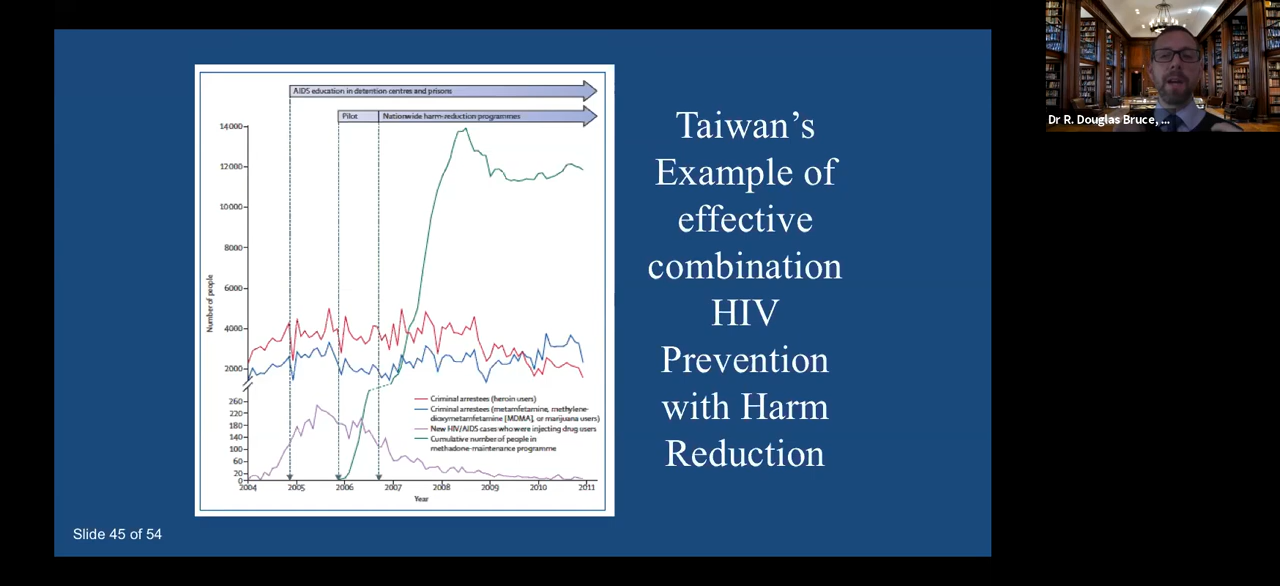 Dr R. Douglas Bruce, ...
AIDS education in detention centres and prisons
Pilot
Nationwide harm-reduction programmes
14000
12000
10000
8000
6000
4000
2000
260
220
180
140
100
60
20
0
Number of people
Criminal arrestees (heroin users)
Criminal arrestees (metamfetamine, methylene-
dioxymetamfetamine [MDMA], or marijuana users)
New HIV/AIDS cases who were injecting drug users
Cumulative number of people in
methadone-maintenance programme
2004
2005
2006
2007
2008
2009
2010
2011
Year
Taiwan’s
Example of
effective
combination
HIV
Prevention
with Harm
Reduction
Slide 45 of 54